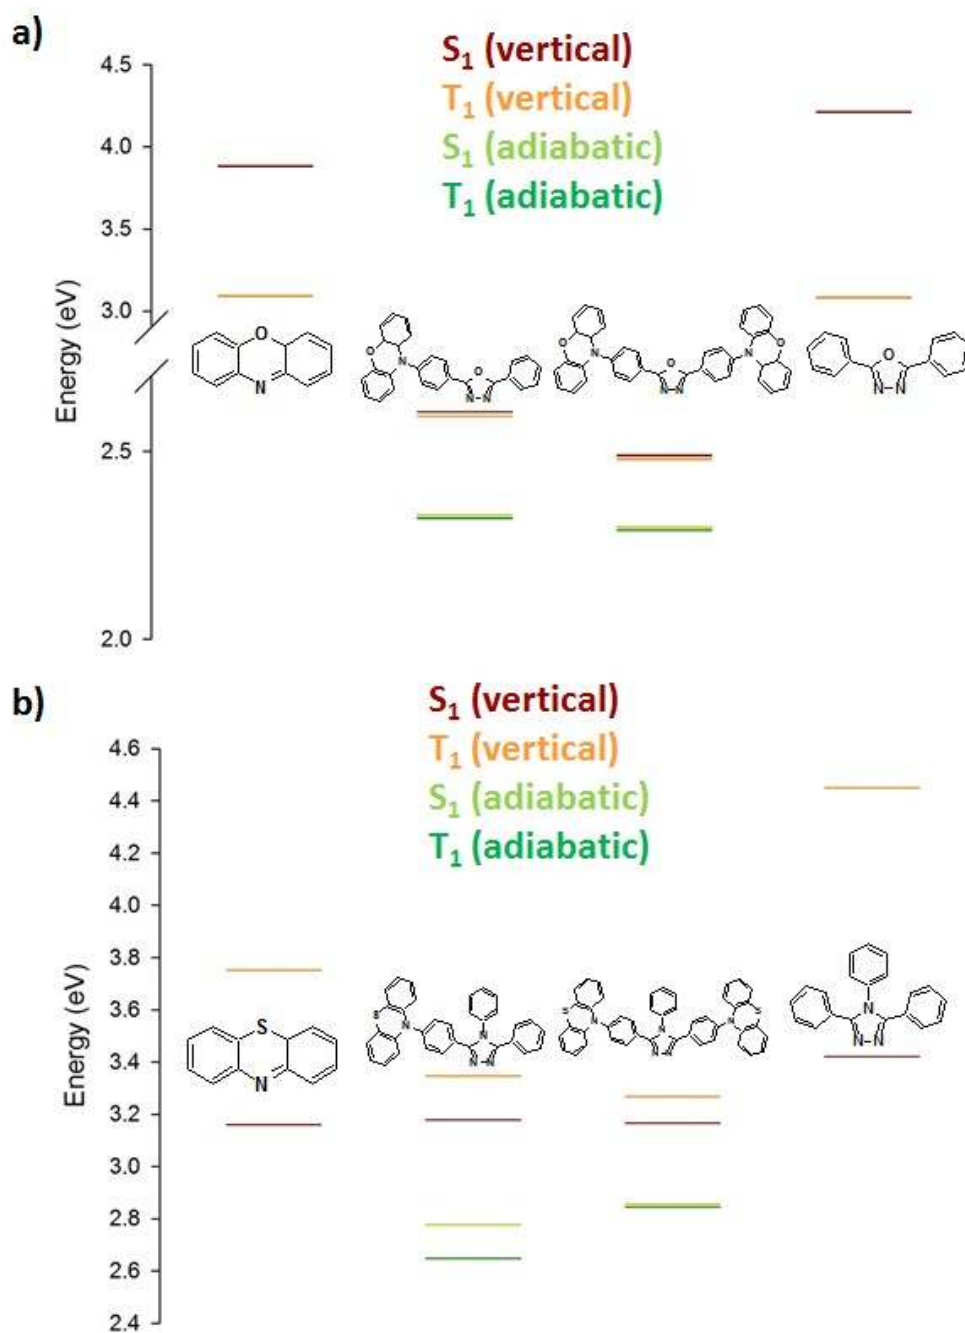 a)
S₁ (vertical)
T₁ (vertical)
S₁ (adiabatic)
T₁ (adiabatic)
Energy (eV)
4.5
4.0
3.5
3.0
2.5
2.0
O
N
O
N
O
N N
O
N
O
N N
N
O
O
N N
b)
S₁ (vertical)
T₁ (vertical)
S₁ (adiabatic)
T₁ (adiabatic)
Energy (eV)
4.6
4.4
4.2
4.0
3.8
3.6
3.4
3.2
3.0
2.8
2.6
2.4
S
N
S
N
N
N N
S
N
N
N N
N
S
N
N N